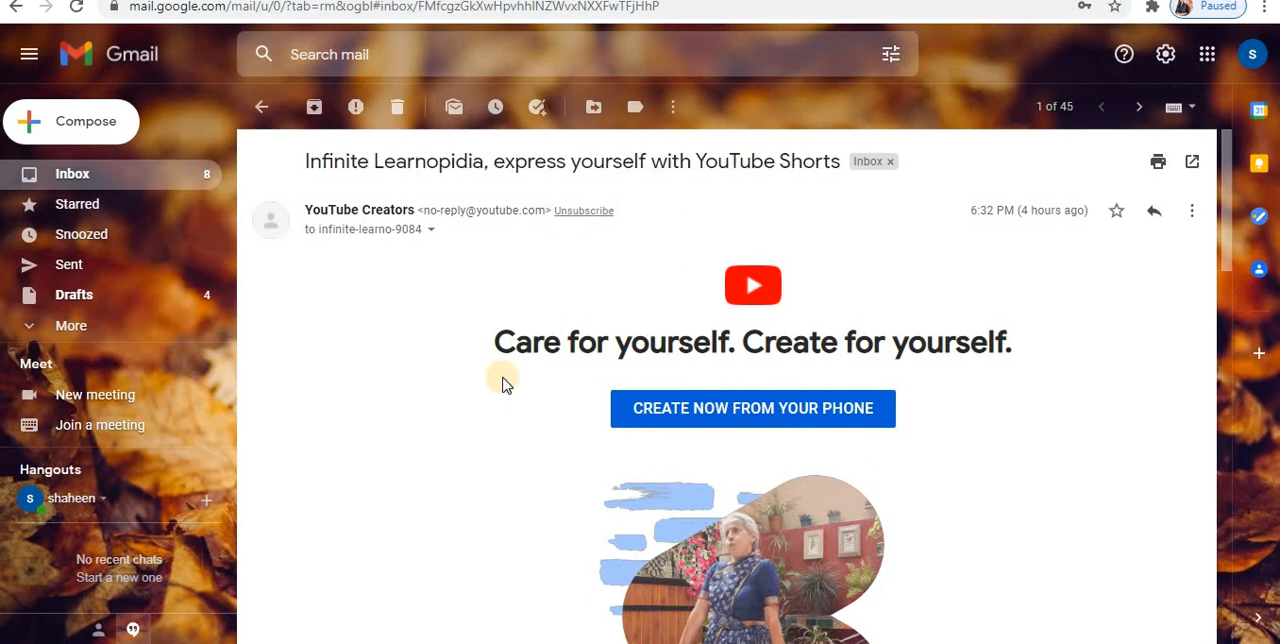 mail.google.com/mail/u/0/?tab=rm&ogbl#inbox/FMfcgzGkXwHpvhhlNZWvxNXXFwTFjHhP
Paused
Gmail
Search mail
S
Compose
1 of 45
31
Infinite Learnopidia, express yourself with YouTube Shorts
Inbox x
Inbox 8
Starred
Snoozed
Sent
Drafts 4
More
YouTube Creators <no-reply@youtube.com> Unsubscribe
6:32 PM (4 hours ago)
to infinite-learno-9084
Care for yourself. Create for yourself.
CREATE NOW FROM YOUR PHONE
Meet
New meeting
Join a meeting
Hangouts
S shaheen
No recent chats
Start a new one